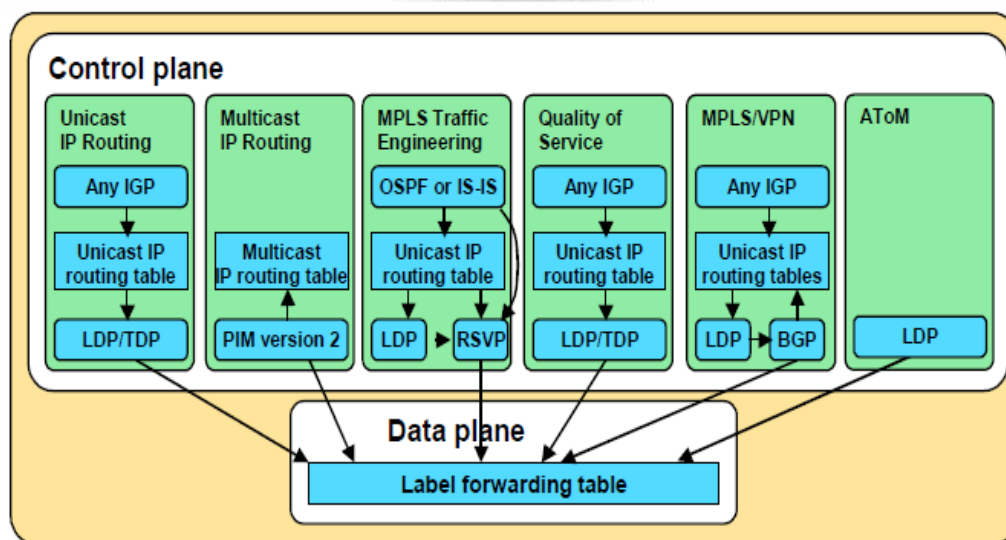 Control plane
Unicast
IP Routing
Any IGP
Unicast IP
routing table
LDP/TDP
Multicast
IP Routing
Multicast
IP routing table
PIM version 2
MPLS Traffic
Engineering
OSPF or IS-IS
Unicast IP
routing table
LDP
RSVP
Quality of
Service
Any IGP
Unicast IP
routing table
LDP/TDP
MPLS/VPN
Any IGP
Unicast IP
routing tables
LDP
BGP
AToM
LDP
Data plane
Label forwarding table